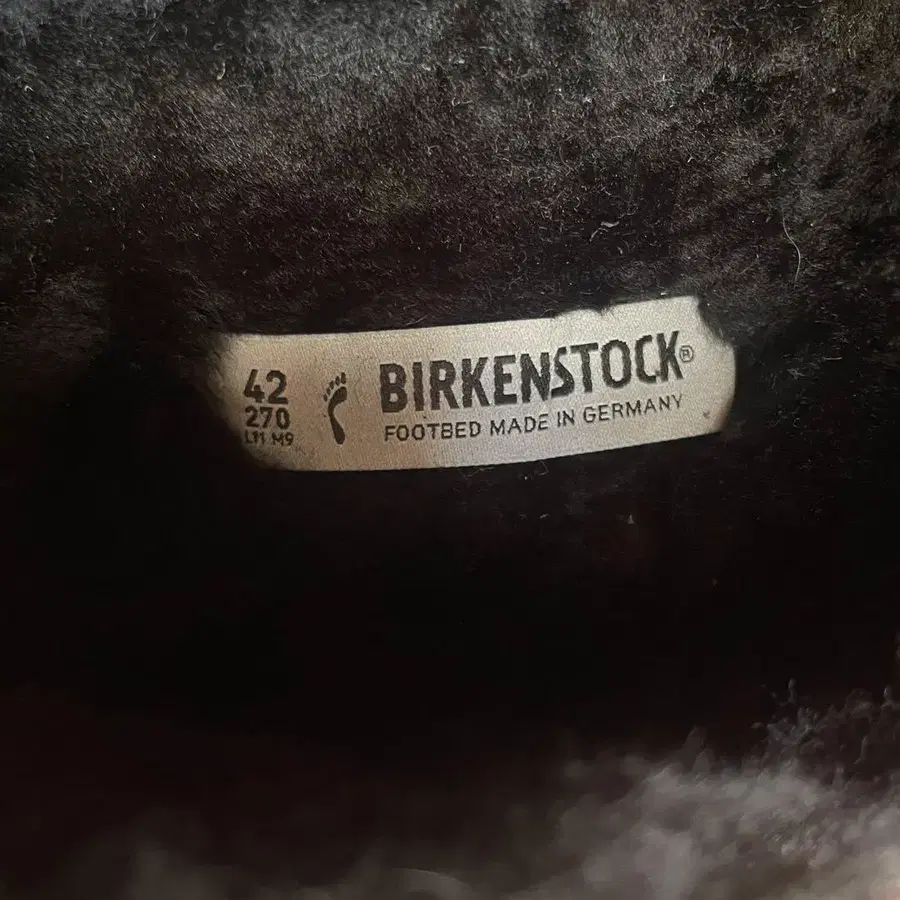 42
270
L11 M9
BIRKENSTOCK®
FOOTBED MADE IN GERMANY